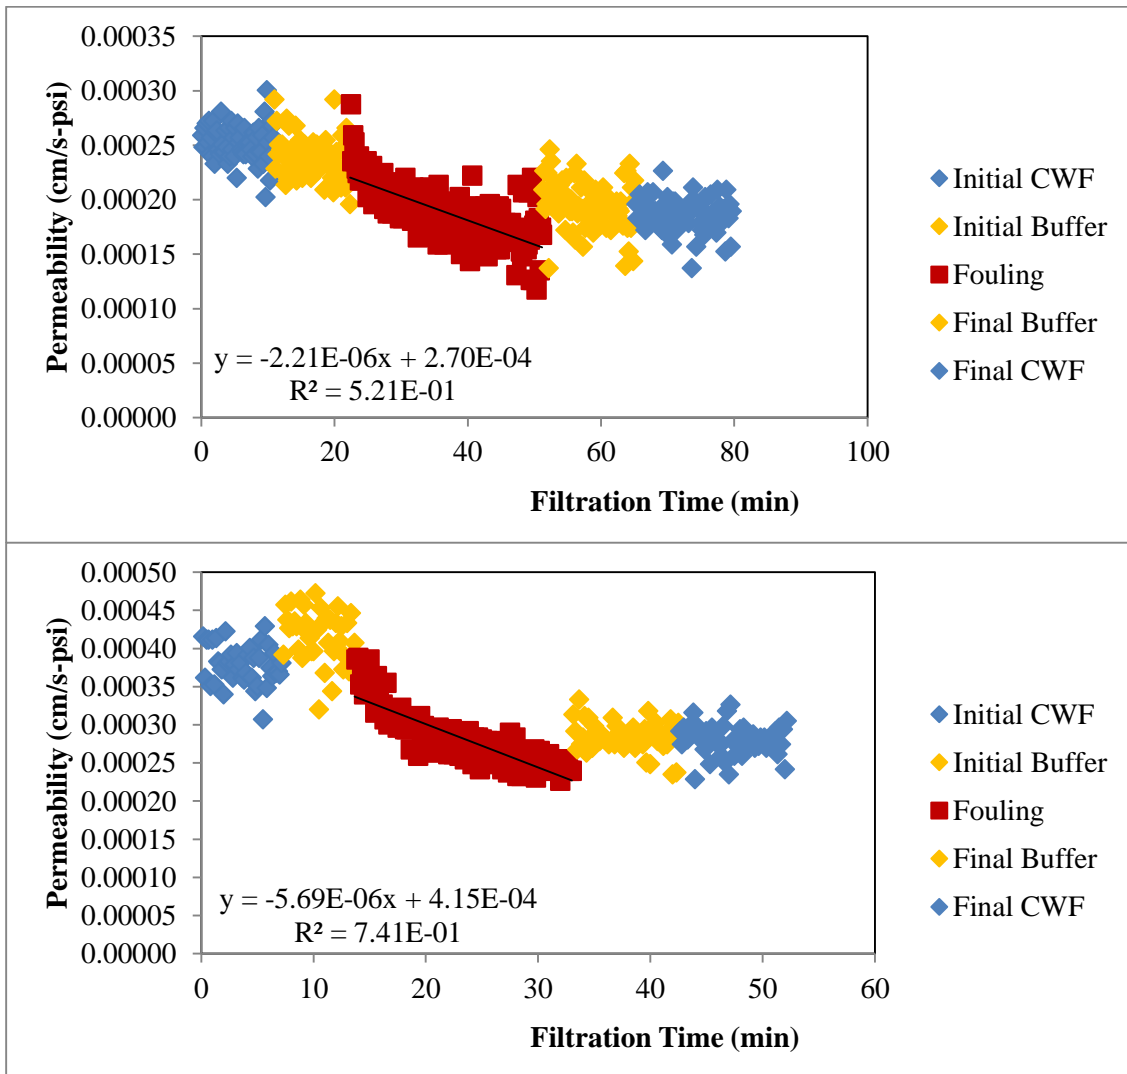 Permeability (cm/s-psi)
0.00035
0.00030
0.00025
0.00020
0.00015
0.00010
0.00005
0.00000
y = -2.21E-06x + 2.70E-04
R² = 5.21E-01
0
20
40
60
80
100
Filtration Time (min)
Initial CWF
Initial Buffer
Fouling
Final Buffer
Final CWF
Permeability (cm/s-psi)
0.00050
0.00045
0.00040
0.00035
0.00030
0.00025
0.00020
0.00015
0.00010
0.00005
0.00000
y = -5.69E-06x + 4.15E-04
R² = 7.41E-01
0
10
20
30
40
50
60
Filtration Time (min)
Initial CWF
Initial Buffer
Fouling
Final Buffer
Final CWF